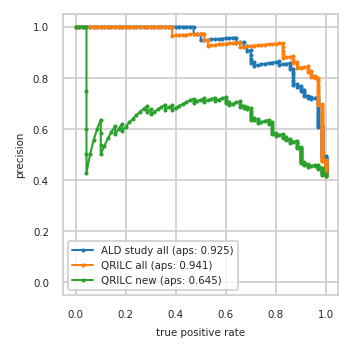 1.0
0.8
0.6
0.4
0.2
0.0
precision
ALD study all (aps: 0.925)
QRILC all (aps: 0.941)
QRILC new (aps: 0.645)
0.0 0.2 0.4 0.6 0.8 1.0
true positive rate